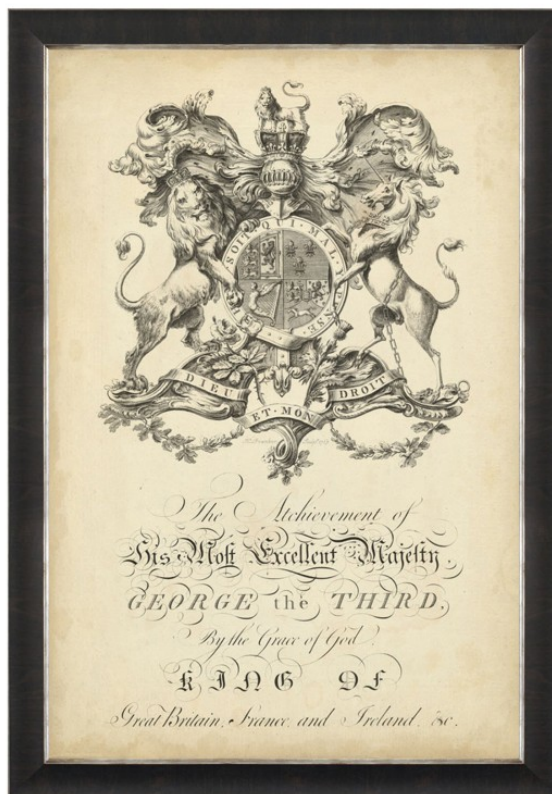 SOIT QUI MAL Y PENSE
DIEU ET MON DROIT
The Atchievement of
His Most Excellent Majesty,
GEORGE the THIRD,
By the Grace of God.
KING OF
Great Britain, France, and Ireland, &c.